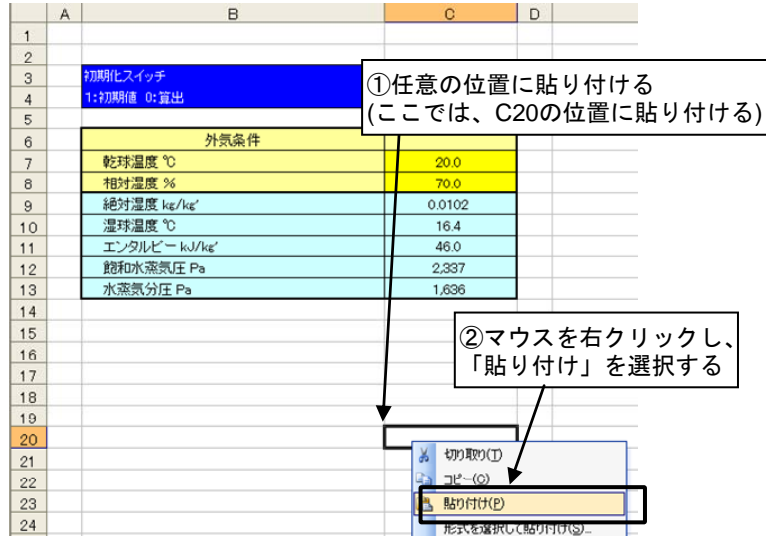 A B C D
1
2
3 初期化スイッチ
4 1:初期値 0:算出
①任意の位置に貼り付ける
(ここでは、C20の位置に貼り付ける)
5
6 外気条件
7 乾球温度 ℃ 20.0
8 相対湿度 % 70.0
9 絶対湿度 kg/kg' 0.0102
10 湿球温度 ℃ 16.4
11 エンタルピー kJ/kg' 46.0
12 飽和水蒸気圧 Pa 2,337
13 水蒸気分圧 Pa 1,636
14
15
16
17
②マウスを右クリックし、
「貼り付け」を選択する
18
19
20
21 切り取り(T)
22 コピー(C)
23 貼り付け(P)
24 形式を選択して貼り付け(S)...